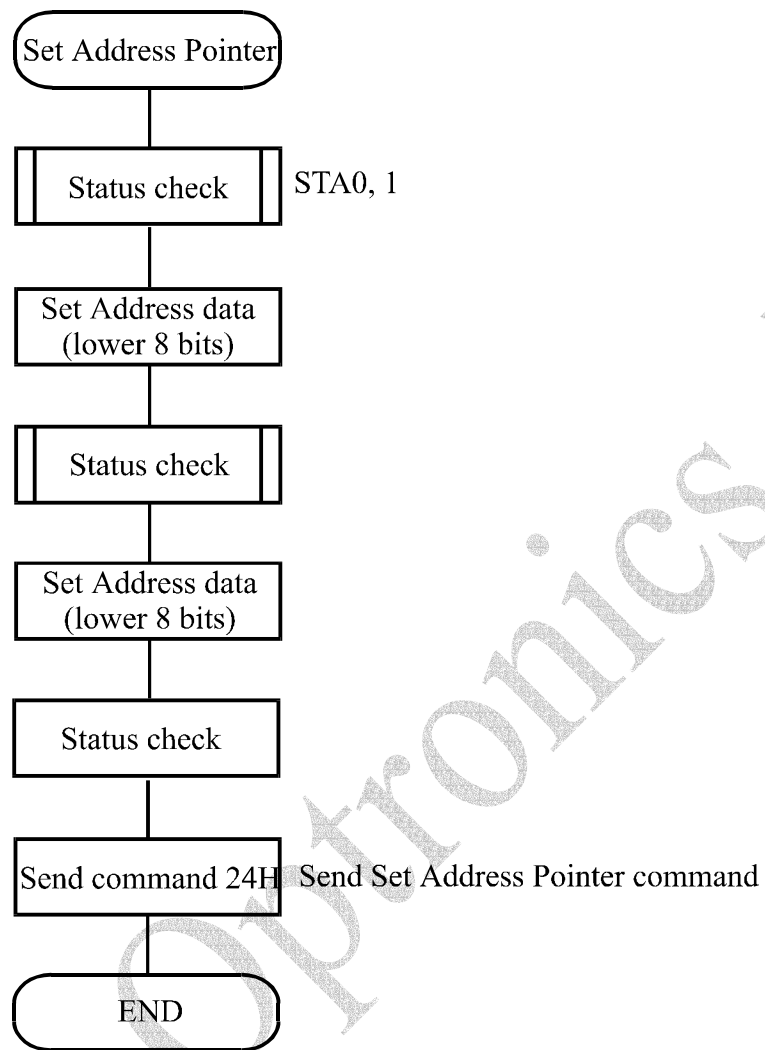 Set Address Pointer
Status check
STA0, 1
Set Address data
(lower 8 bits)
Status check
Set Address data
(lower 8 bits)
Status check
Send command 24H
Send Set Address Pointer command
END
Optronics